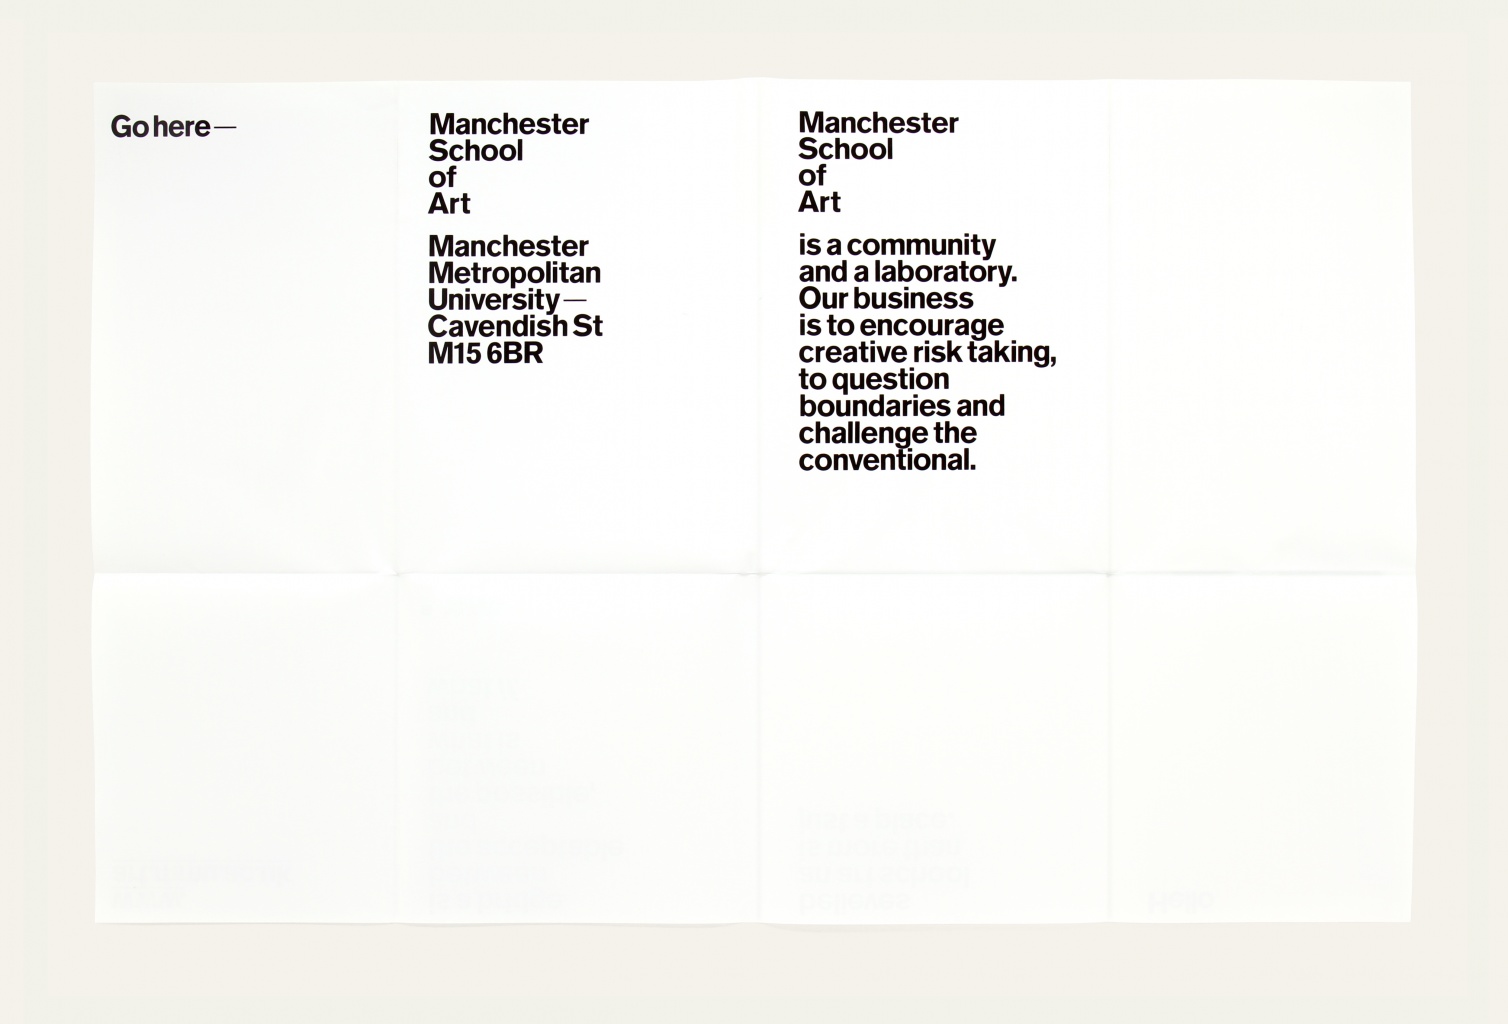 Go here —
Manchester
School
of
Art
Manchester
Metropolitan
University —
Cavendish St
M15 6BR
Manchester
School
of
Art
is a community
and a laboratory.
Our business
is to encourage
creative risk taking,
to question
boundaries and
challenge the
conventional.